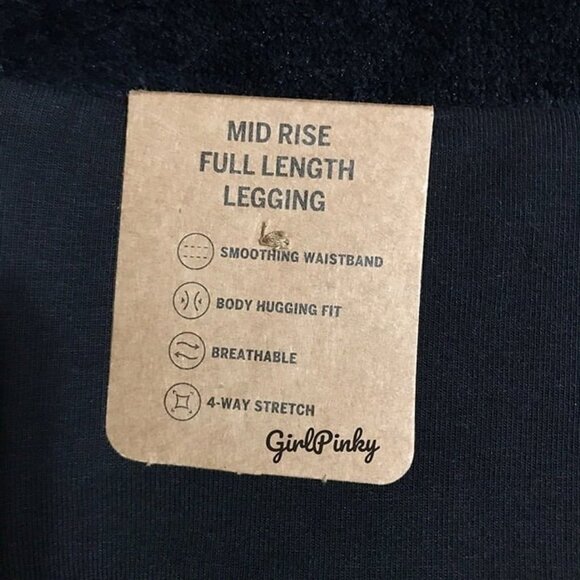 MID RISE
FULL LENGTH
LEGGING
SMOOTHING WAISTBAND
BODY HUGGING FIT
BREATHABLE
4-WAY STRETCH
GirlPinky